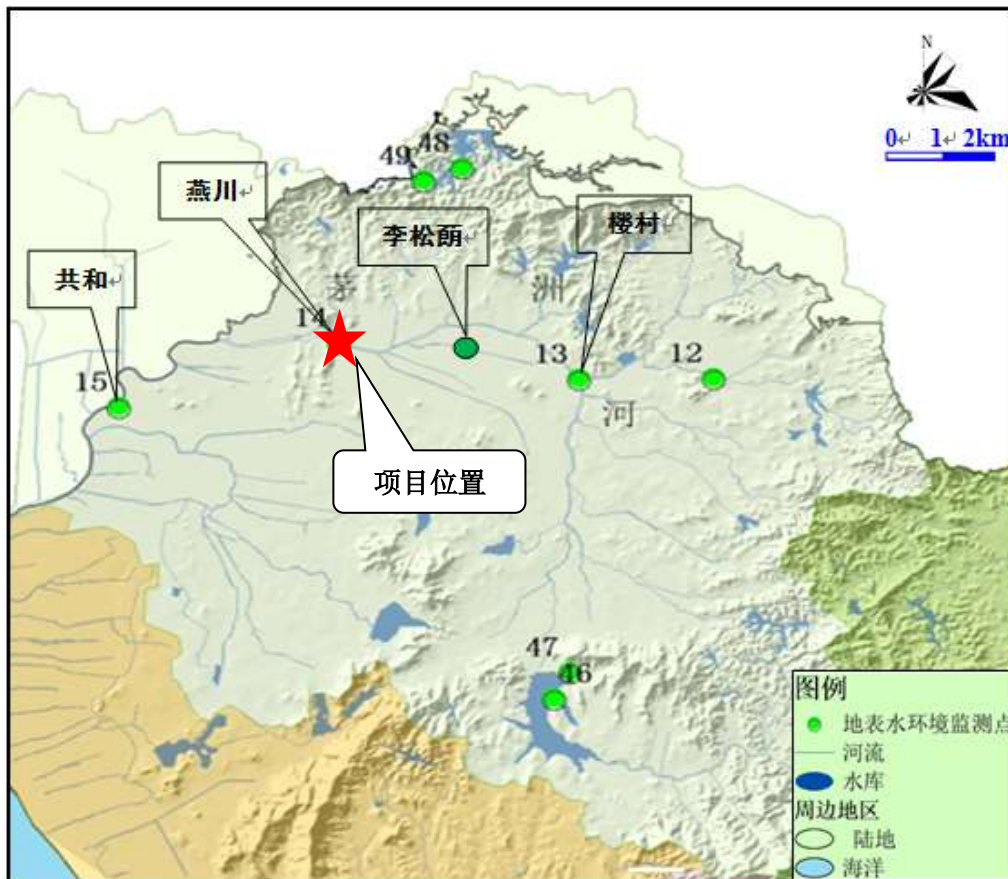 N
0↵ 1↵ 2km
48
49
燕川↵
李松蓢↵
楼村↵
共和↵
茅
洲
14
13
12
15
河
项目位置
47
46
图例
地表水环境监测点
河流
水库
周边地区
陆地
海洋